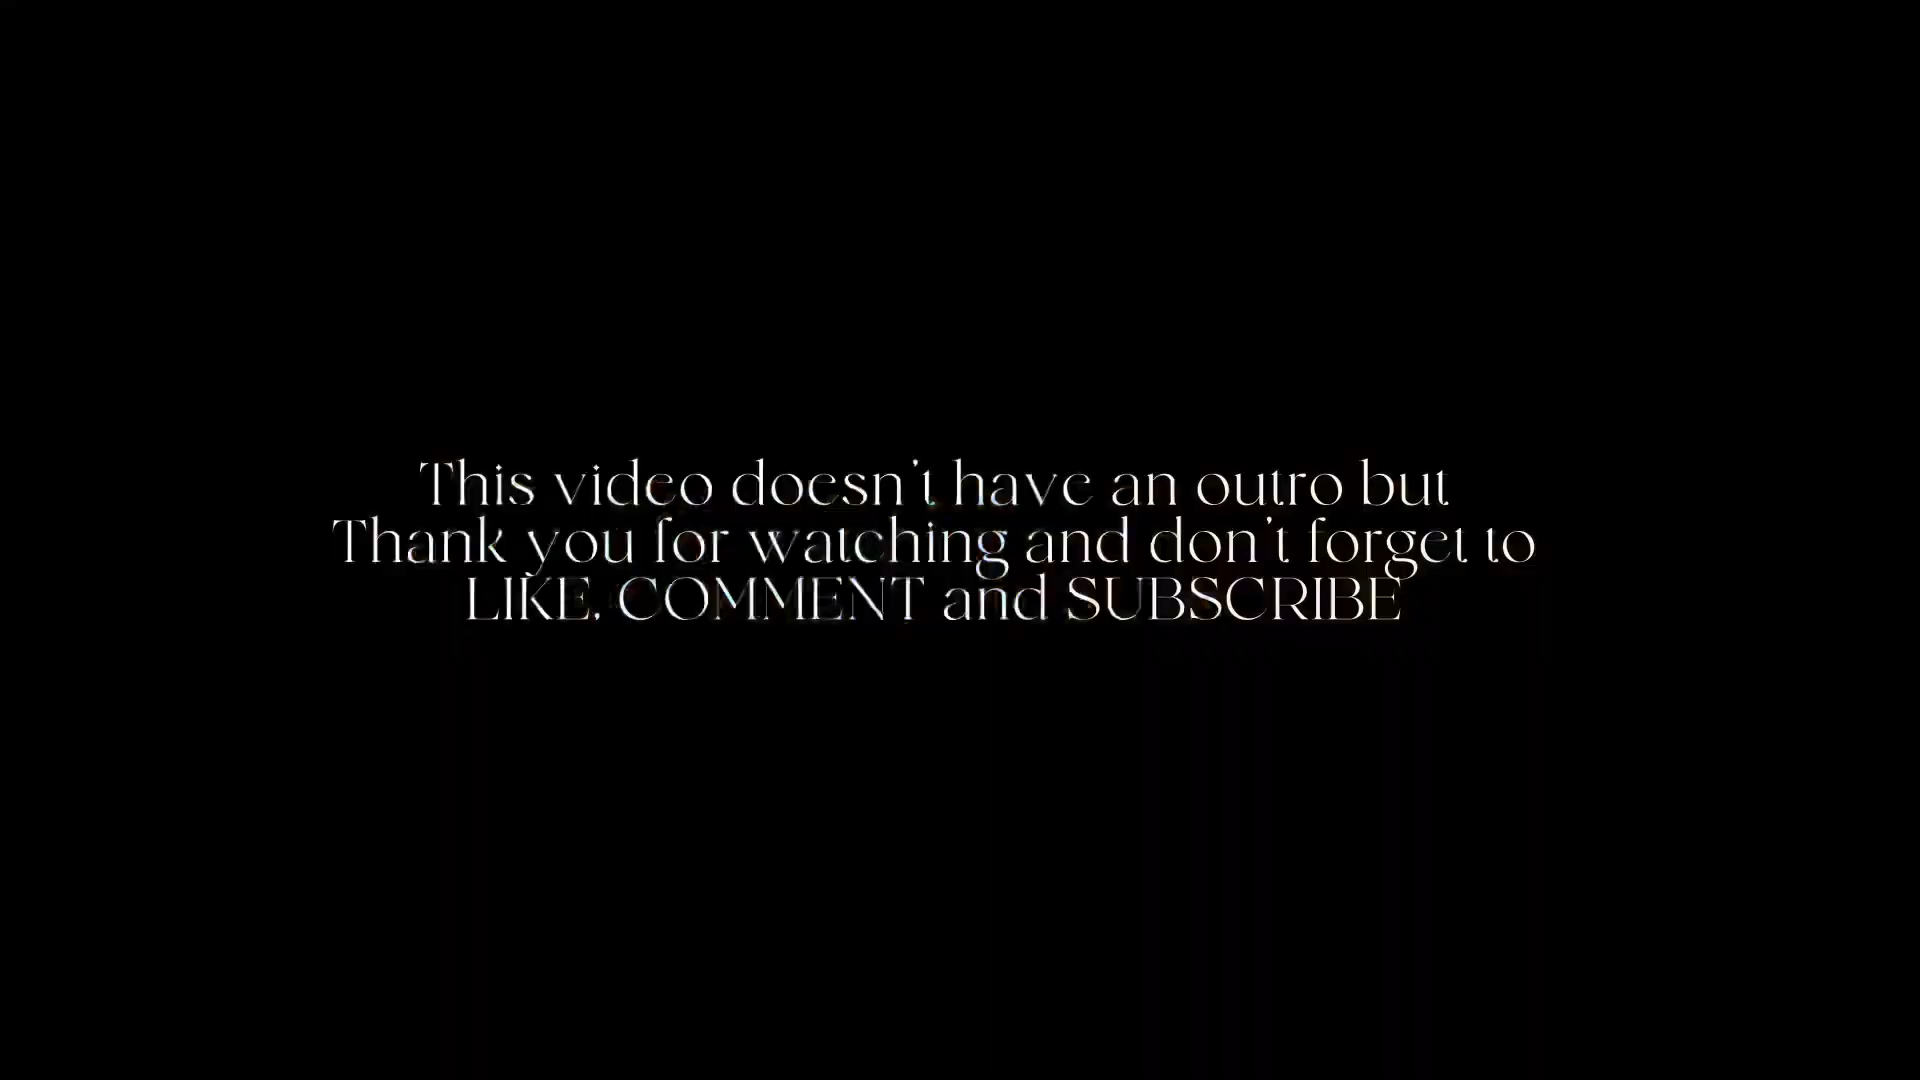 This video doesn't have an outro but
Thank you for watching and don't forget to
LIKE, COMMENT and SUBSCRIBE